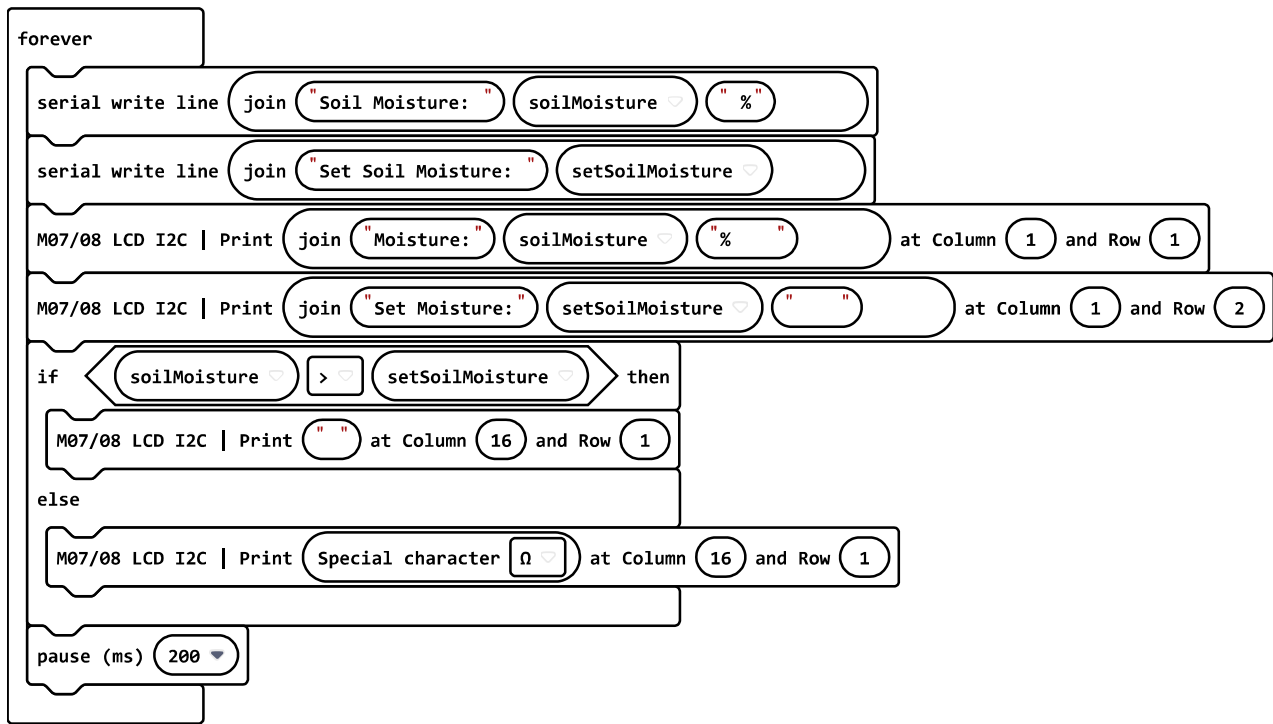 forever
serial write line join "Soil Moisture: " soilMoisture " %"
serial write line join "Set Soil Moisture: " setSoilMoisture
M07/08 LCD I2C | Print join "Moisture:" soilMoisture "%    " at Column 1 and Row 1
M07/08 LCD I2C | Print join "Set Moisture:" setSoilMoisture "    " at Column 1 and Row 2
if soilMoisture > setSoilMoisture then
M07/08 LCD I2C | Print " " at Column 16 and Row 1
else
M07/08 LCD I2C | Print Special character Ω at Column 16 and Row 1
pause (ms) 200